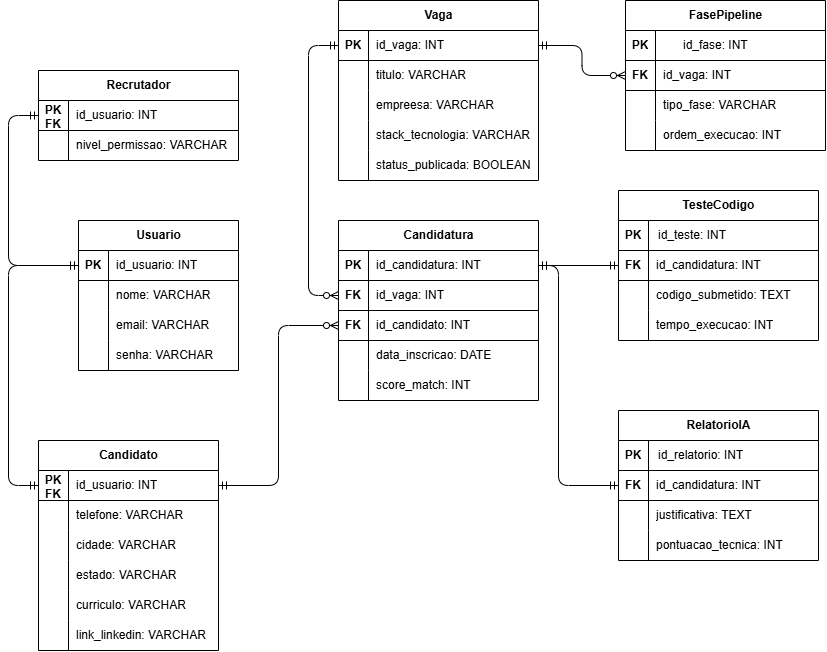 Vaga
PK id_vaga: INT
titulo: VARCHAR
empreesa: VARCHAR
stack_tecnologia: VARCHAR
status_publicada: BOOLEAN
FasePipeline
PK id_fase: INT
FK id_vaga: INT
tipo_fase: VARCHAR
ordem_execucao: INT
Recrutador
PK
FK id_usuario: INT
nivel_permissao: VARCHAR
Usuario
PK id_usuario: INT
nome: VARCHAR
email: VARCHAR
senha: VARCHAR
Candidatura
PK id_candidatura: INT
FK id_vaga: INT
FK id_candidato: INT
data_inscricao: DATE
score_match: INT
TesteCodigo
PK id_teste: INT
FK id_candidatura: INT
codigo_submetido: TEXT
tempo_execucao: INT
Candidato
PK
FK id_usuario: INT
telefone: VARCHAR
cidade: VARCHAR
estado: VARCHAR
curriculo: VARCHAR
link_linkedin: VARCHAR
RelatorioIA
PK id_relatorio: INT
FK id_candidatura: INT
justificativa: TEXT
pontuacao_tecnica: INT